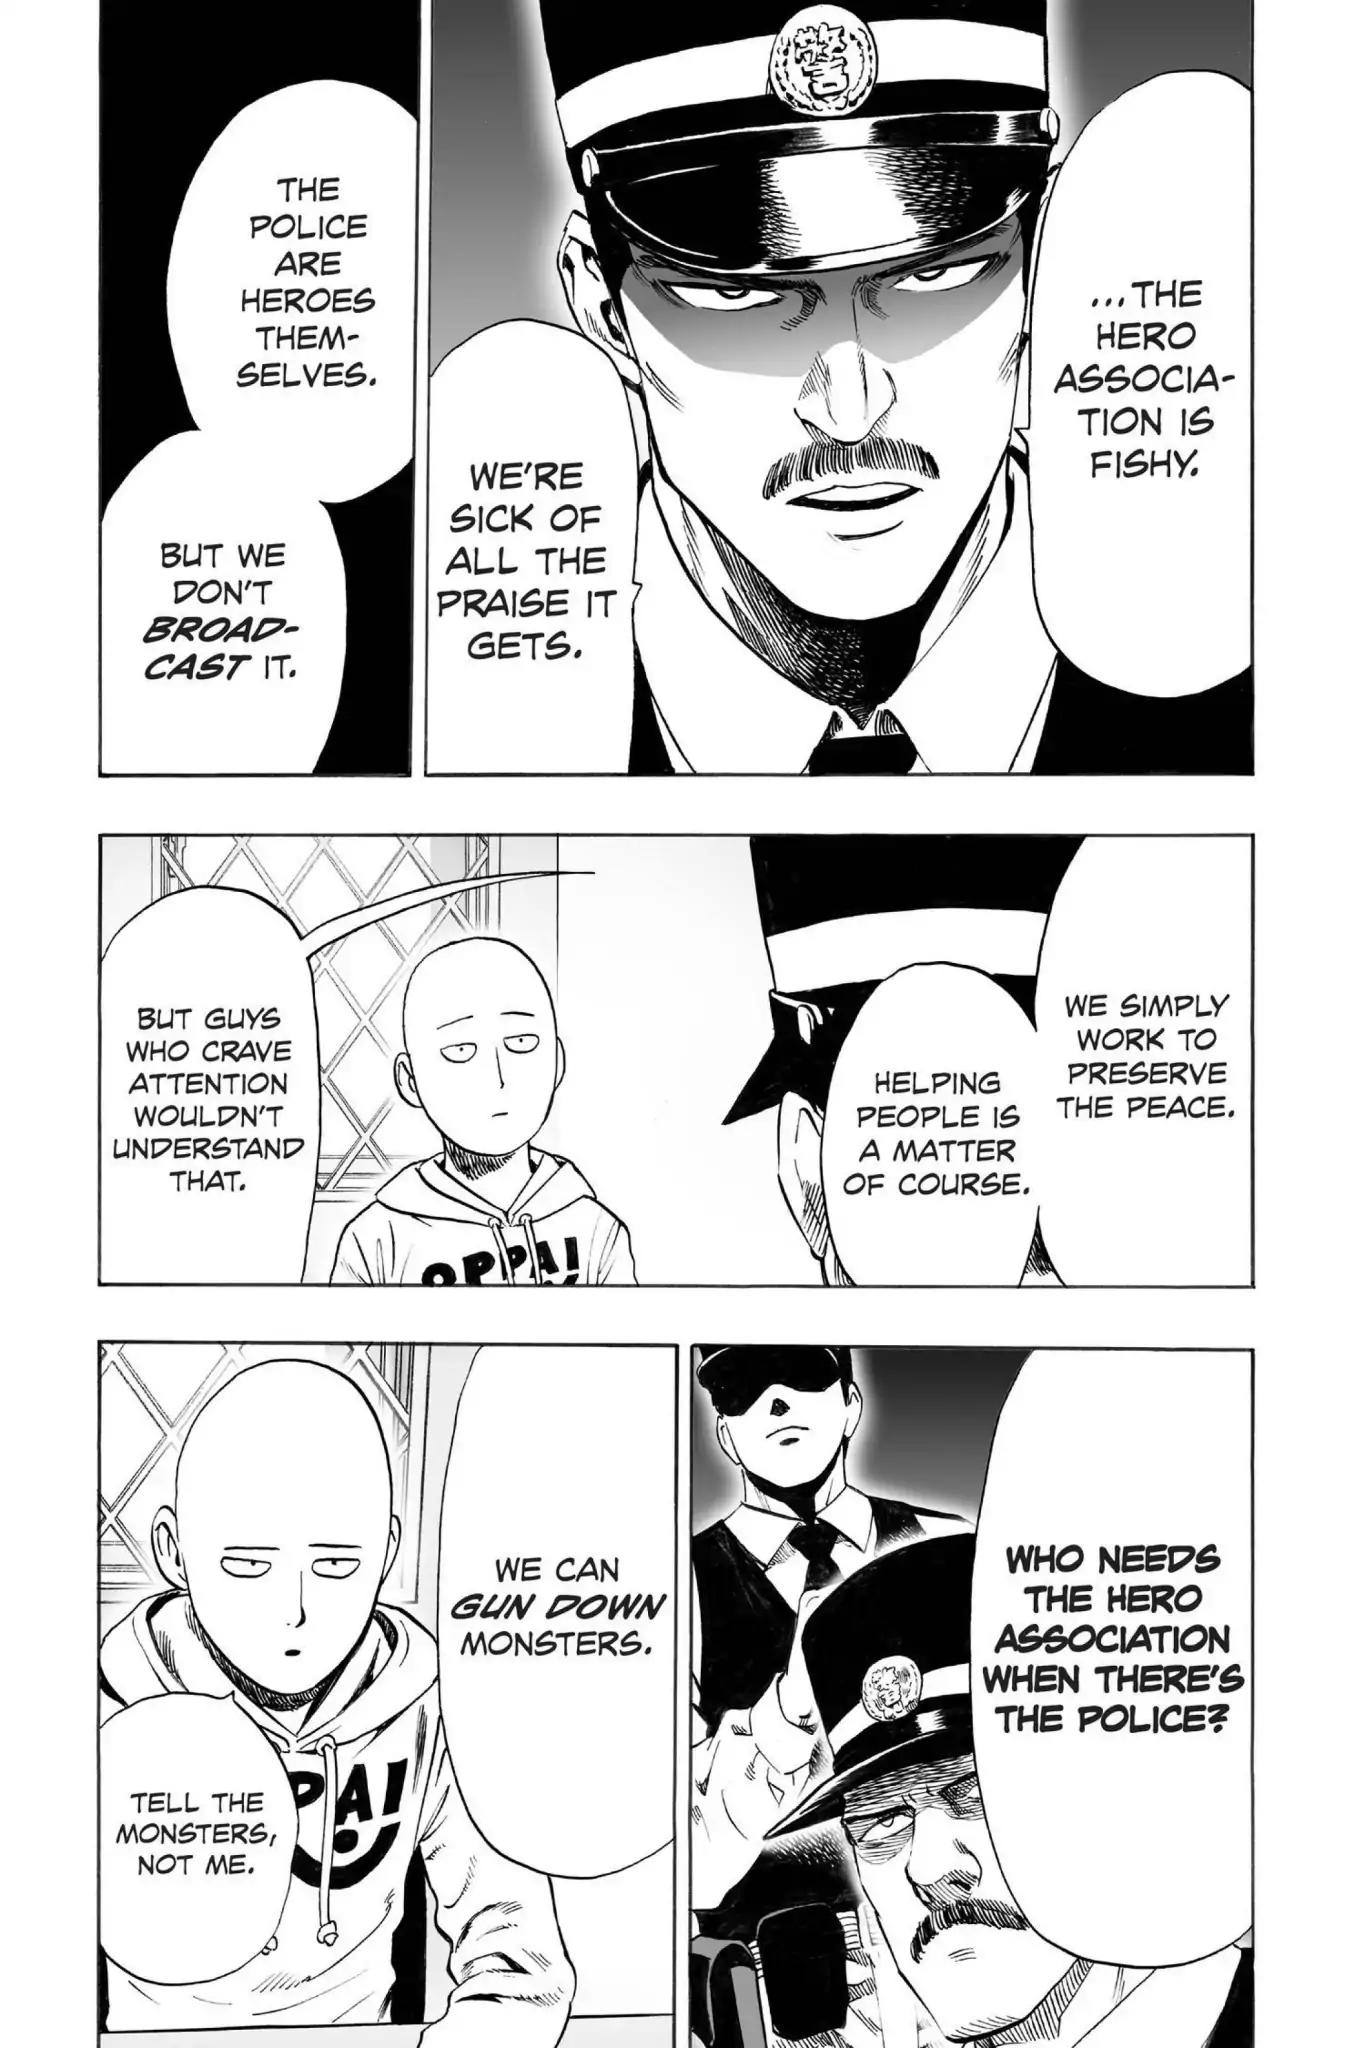 警
...THE
HERO
ASSOCIA-
TION IS
FISHY.
WE'RE
SICK OF
ALL THE
PRAISE IT
GETS.
THE
POLICE
ARE
HEROES
THEM-
SELVES.
BUT WE
DON'T
BROAD-
CAST IT.
WE SIMPLY
WORK TO
PRESERVE
THE PEACE.
HELPING
PEOPLE IS
A MATTER
OF COURSE.
BUT GUYS
WHO CRAVE
ATTENTION
WOULDN'T
UNDERSTAND
THAT.
OPPAI
WHO NEEDS
THE HERO
ASSOCIATION
WHEN THERE'S
THE POLICE?
警
WE CAN
GUN DOWN
MONSTERS.
TELL THE
MONSTERS,
NOT ME.
PAI